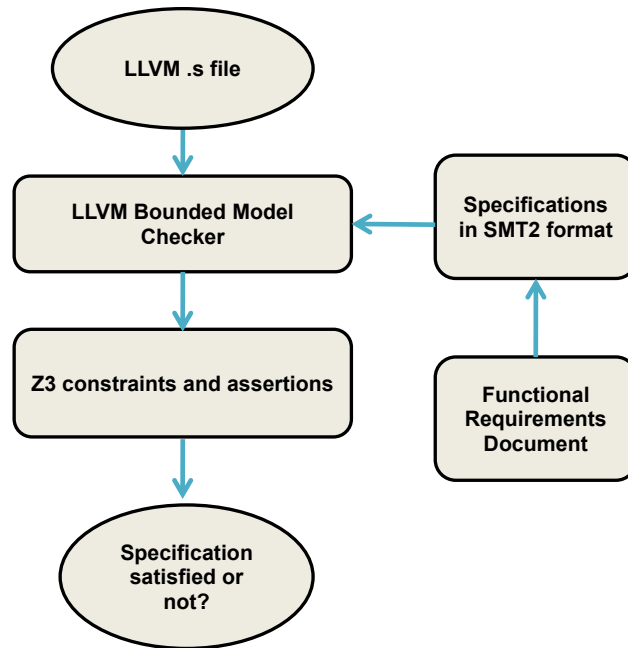 LLVM .s file
LLVM Bounded Model
Checker
Specifications
in SMT2 format
Z3 constraints and assertions
Functional
Requirements
Document
Specification
satisfied or
not?